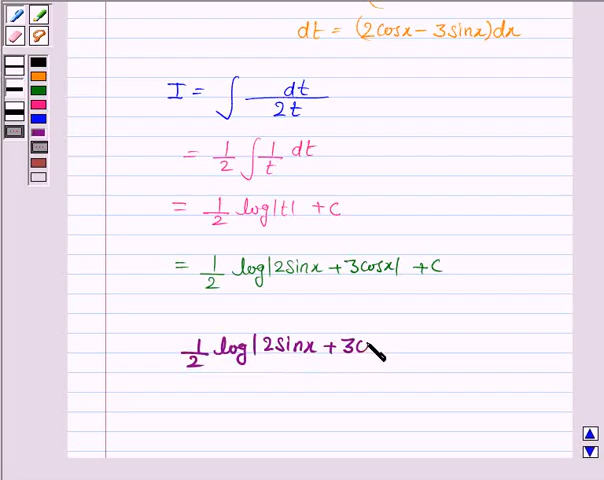 dt = (2cosx - 3sinx)dx
I = ∫ dt/2t
= 1/2 ∫ 1/t dt
= 1/2 log|t| + c
= 1/2 log|2sinx + 3cosx| + c
1/2 log|2sinx + 3c